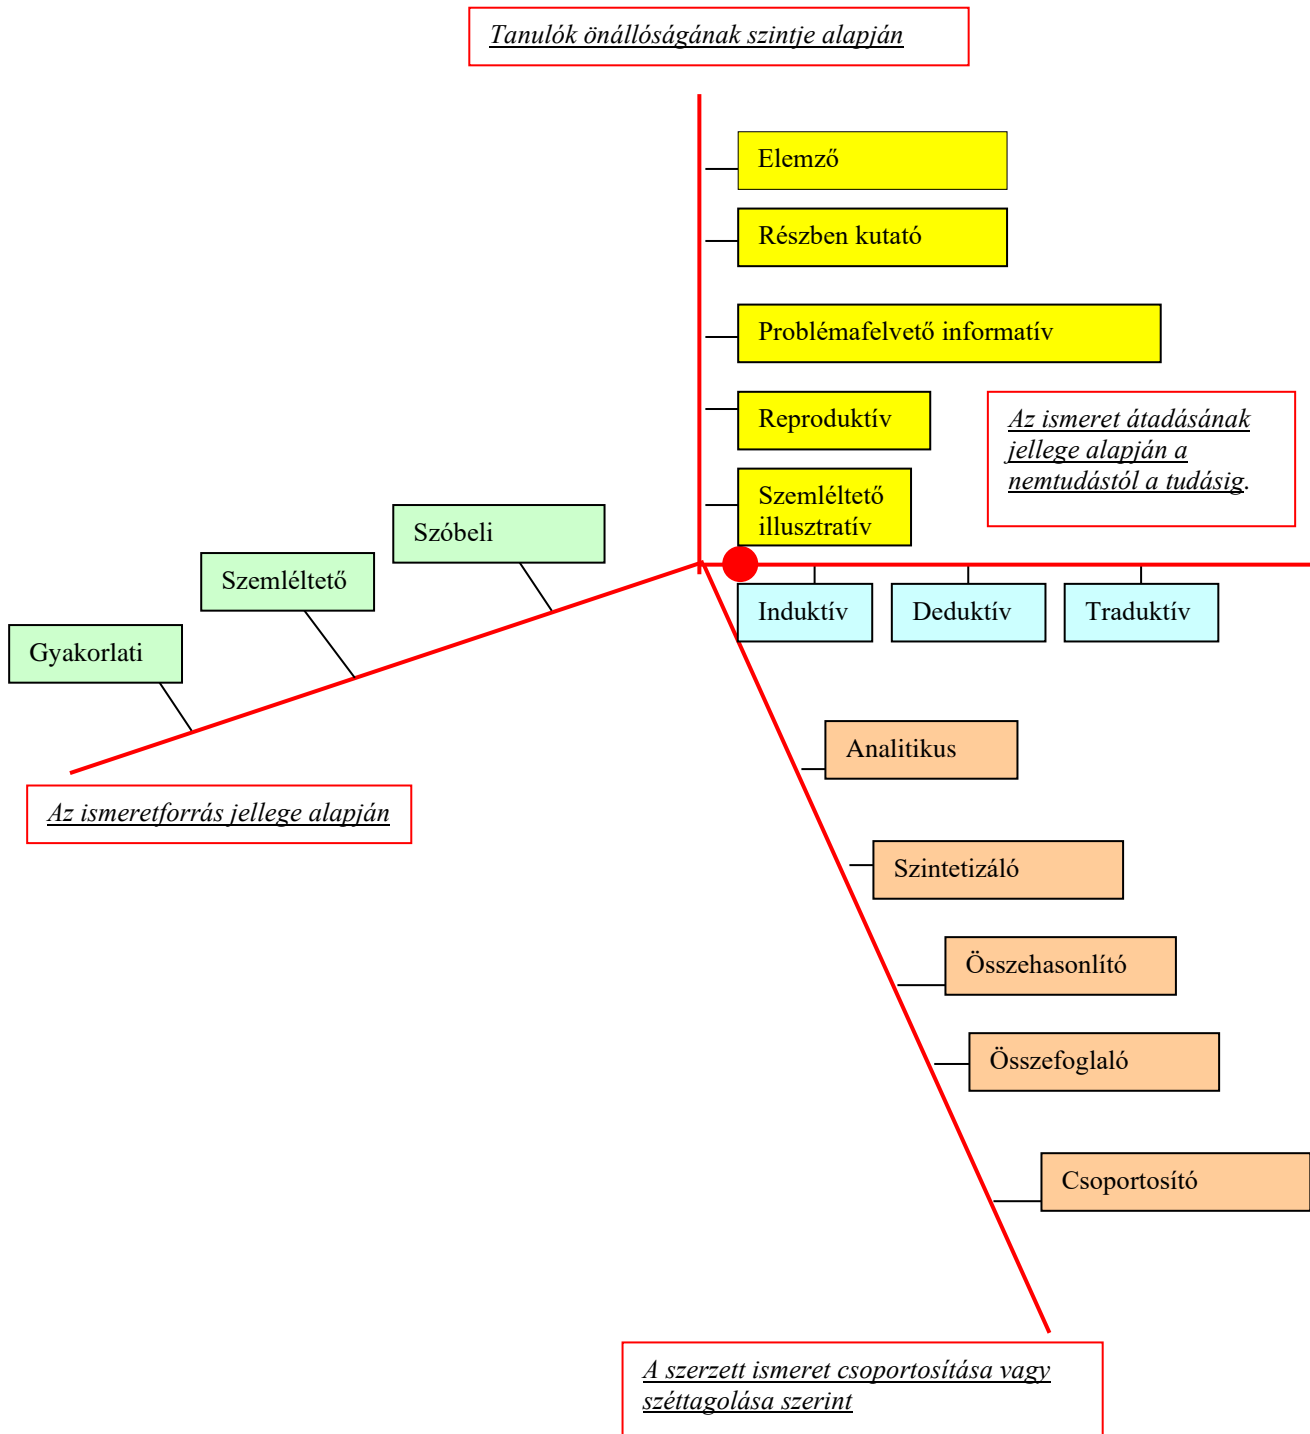 Tanulók önállóságának szintje alapján
Elemző
Részben kutató
Problémafelvető informatív
Reproduktív
Az ismeret átadásának
jellege alapján a
nemtudástól a tudásig.
Szemléltető
illusztratív
Szóbeli
Szemléltető
Gyakorlati
Induktív
Deduktív
Traduktív
Az ismeretforrás jellege alapján
Analitikus
Szintetizáló
Összehasonlító
Összefoglaló
Csoportosító
A szerzett ismeret csoportosítása vagy
széttagolása szerint